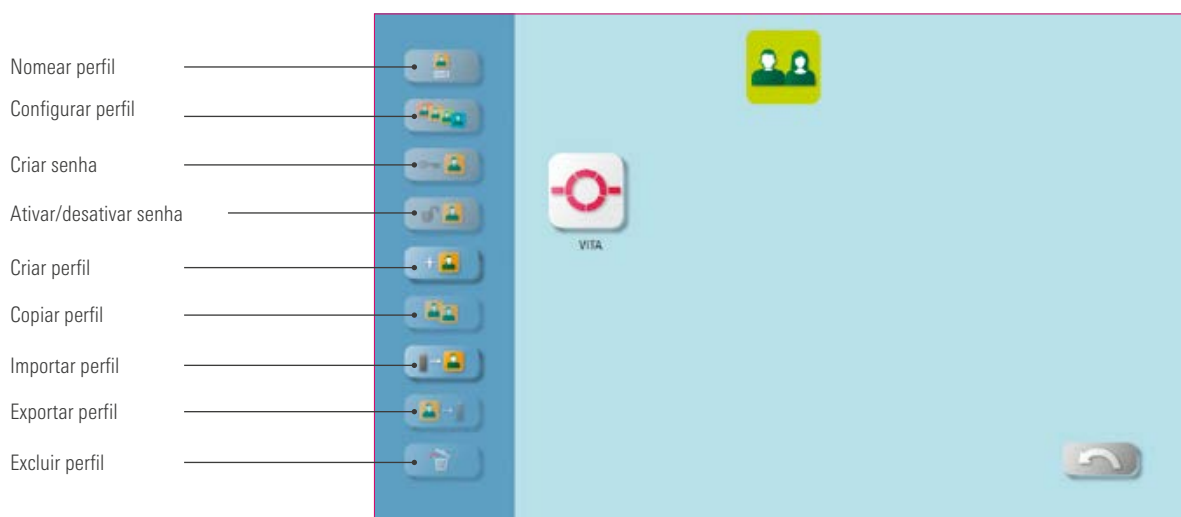 Nomear perfil
Configurar perfil
Criar senha
Ativar/desativar senha
VITA
Criar perfil
Copiar perfil
Importar perfil
Exportar perfil
Excluir perfil